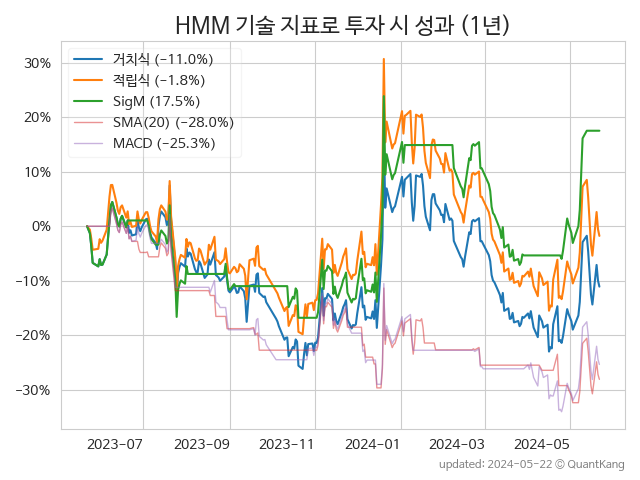 HMM 기술 지표로 투자 시 성과 (1년)
30%
20%
10%
0%
−10%
−20%
−30%
거치식 (−11.0%)
적립식 (−1.8%)
SigM (17.5%)
SMA(20) (−28.0%)
MACD (−25.3%)
2023−07
2023−09
2023−11
2024−01
2024−03
2024−05
updated: 2024-05-22 © QuantKang